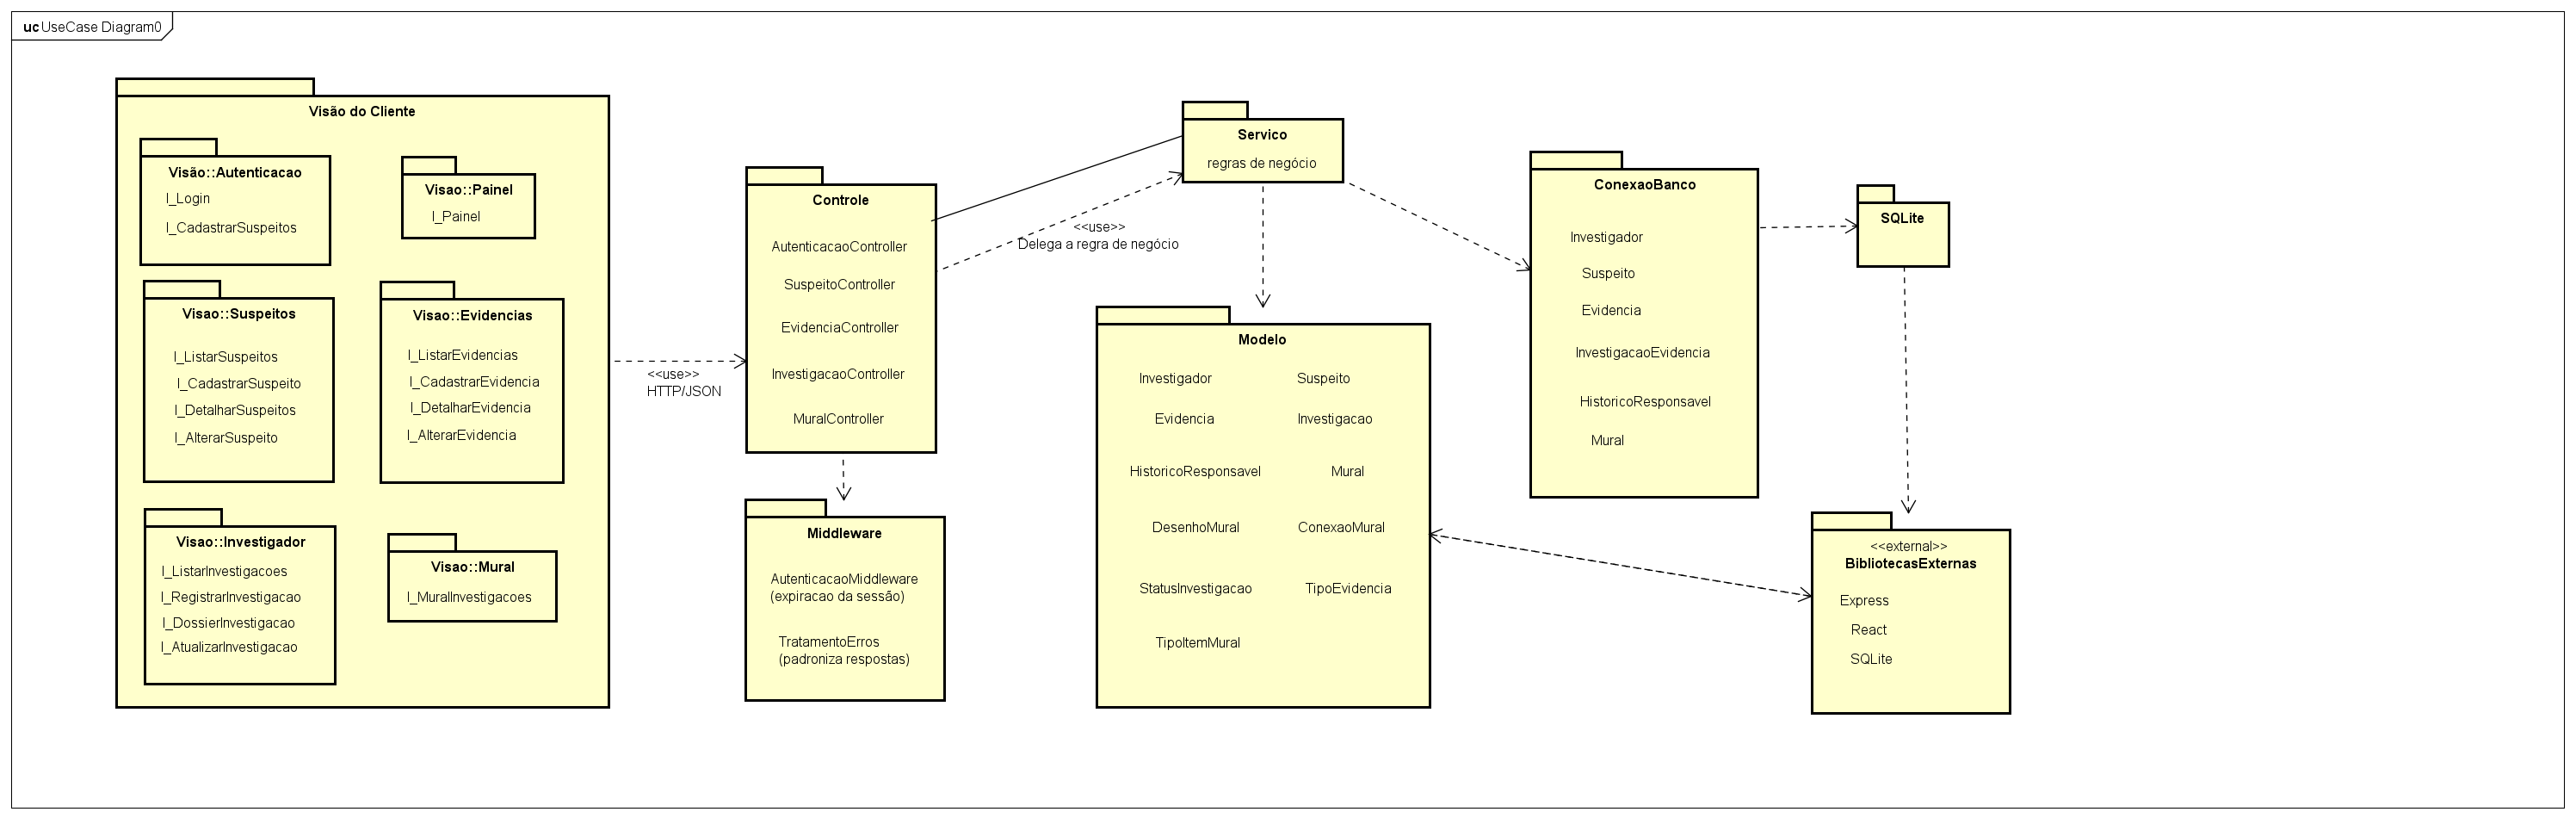 uc UseCase Diagram0
Visão do Cliente
Visão::Autenticacao
I_Login
I_CadastrarSuspeitos
Visao::Painel
I_Painel
Visao::Suspeitos
I_ListarSuspeitos
I_CadastrarSuspeito
I_DetalharSuspeitos
I_AlterarSuspeito
Visao::Evidencias
I_ListarEvidencias
I_CadastrarEvidencia
I_DetalharEvidencia
I_AlterarEvidencia
Visao::Investigador
I_ListarInvestigacoes
I_RegistrarInvestigacao
I_DossierInvestigacao
I_AtualizarInvestigacao
Visao::Mural
I_MuralInvestigacoes
<<use>>
HTTP/JSON
Controle
AutenticacaoController
SuspeitoController
EvidenciaController
InvestigacaoController
MuralController
Middleware
AutenticacaoMiddleware
(expiracao da sessão)
TratamentoErros
(padroniza respostas)
<<use>>
Delega a regra de negócio
Servico
regras de negócio
Modelo
Investigador
Suspeito
Evidencia
Investigacao
HistoricoResponsavel
Mural
DesenhoMural
ConexaoMural
StatusInvestigacao
TipoEvidencia
TipoItemMural
ConexaoBanco
Investigador
Suspeito
Evidencia
InvestigacaoEvidencia
HistoricoResponsavel
Mural
SQLite
<<external>>
BibliotecasExternas
Express
React
SQLite